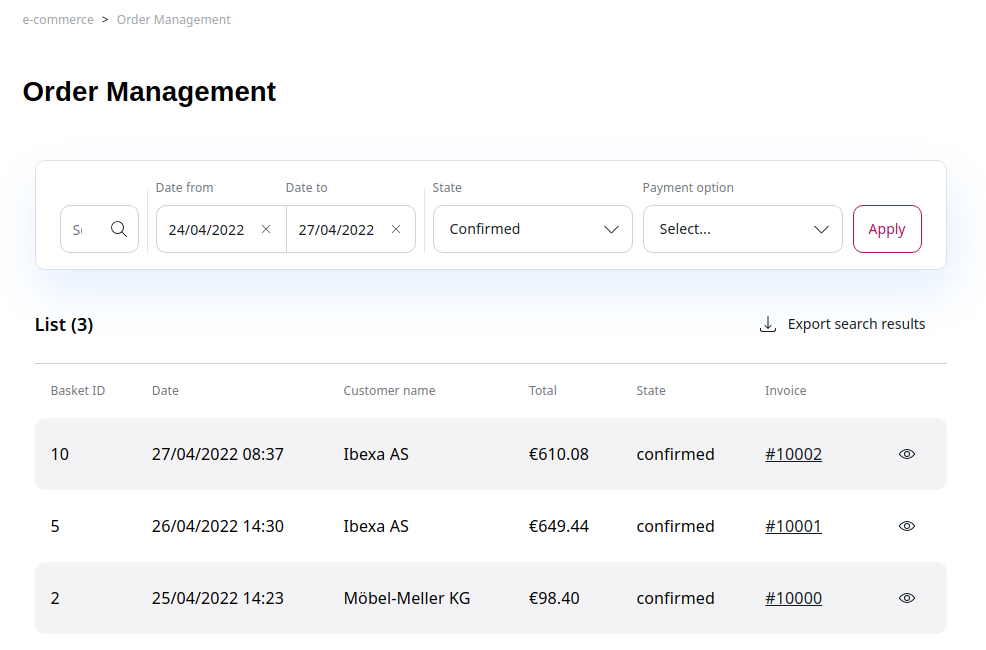 e-commerce > Order Management
Order Management
Date from Date to State Payment option
24/04/2022 27/04/2022 Confirmed Select... Apply
List (3) Export search results
Basket ID Date Customer name Total State Invoice
10 27/04/2022 08:37 Ibexa AS €610.08 confirmed #10002
5 26/04/2022 14:30 Ibexa AS €649.44 confirmed #10001
2 25/04/2022 14:23 Möbel-Meller KG €98.40 confirmed #10000